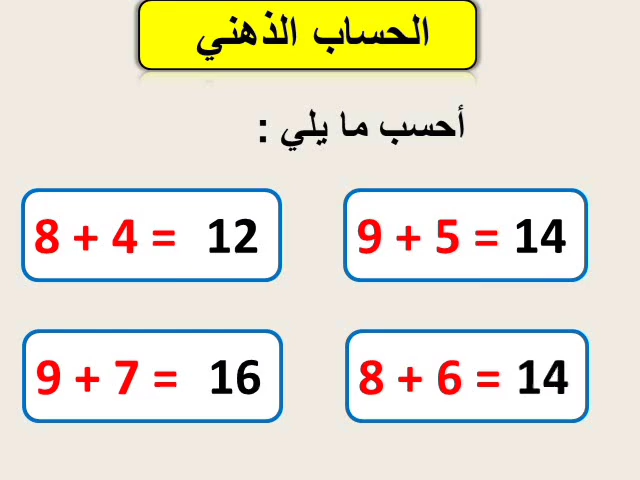 الحساب الذهني
أحسب ما يلي :
8 + 4 = 12
9 + 5 = 14
9 + 7 = 16
8 + 6 = 14